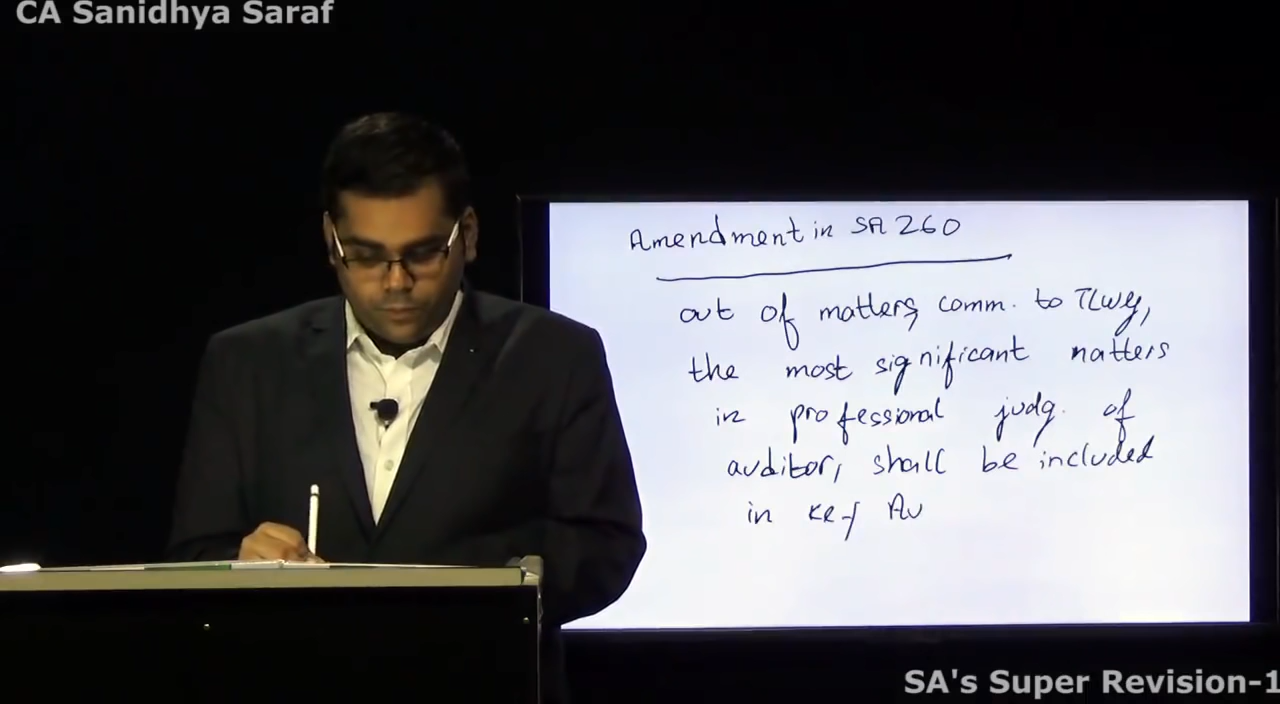 CA Sanidhya Saraf
Amendment in SA 260
out of matters comm. to TCWG,
the most significant matters
in professional judg. of
auditor, shall be included
in Key Au
SA's Super Revision-1